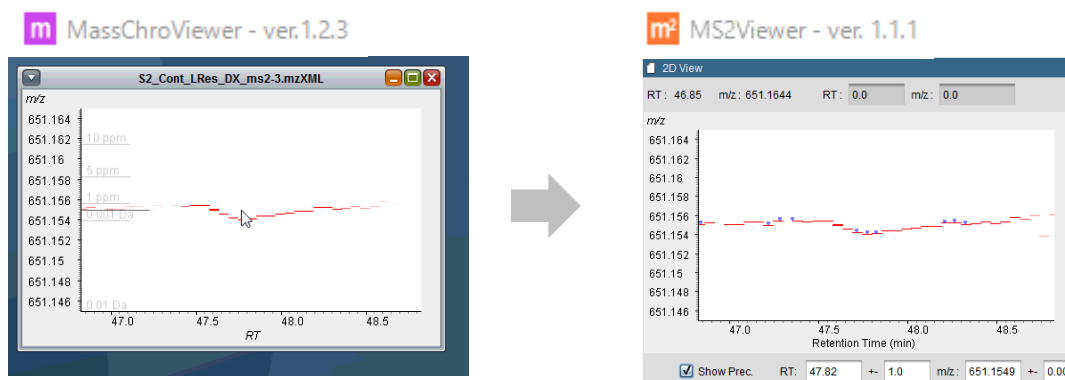 m MassChroViewer - ver.1.2.3
S2_Cont_LRes_DX_ms2-3.mzXML
m/z
651.164
651.162
651.16
651.158
651.156
651.154
651.152
651.15
651.148
651.146
10 ppm
5 ppm
1 ppm
0.001 Da
0.01 Da
47.0 47.5 48.0 48.5
RT
m² MS2Viewer - ver. 1.1.1
2D View
RT : 46.85 m/z : 651.1644 RT : 0.0 m/z : 0.0
m/z
651.164
651.162
651.16
651.158
651.156
651.154
651.152
651.15
651.148
651.146
47.0 47.5 48.0 48.5
Retention Time (min)
Show Prec. RT: 47.82 +- 1.0 m/z : 651.1549 +- 0.00